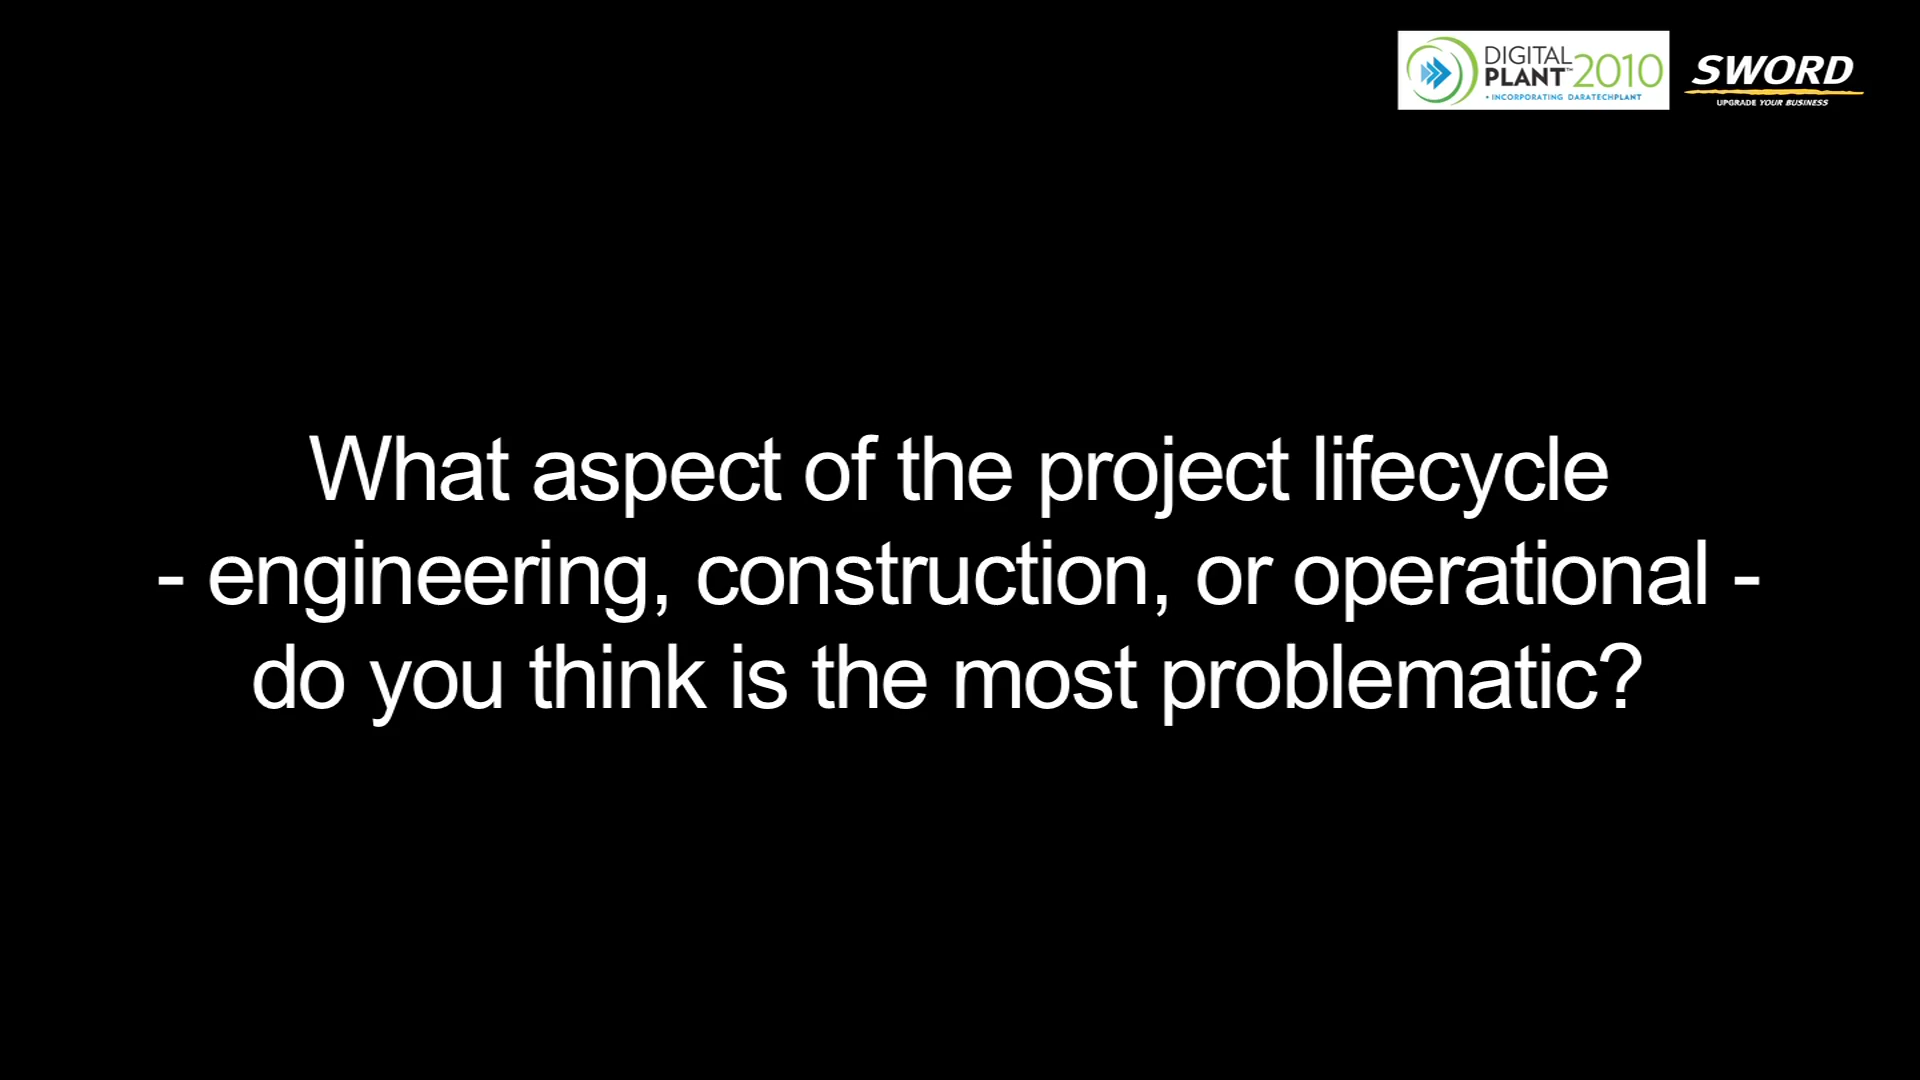 DIGITAL
PLANT™ 2010
• INCORPORATING DARATECHPLANT
SWORD
UPGRADE YOUR BUSINESS
What aspect of the project lifecycle
- engineering, construction, or operational -
do you think is the most problematic?